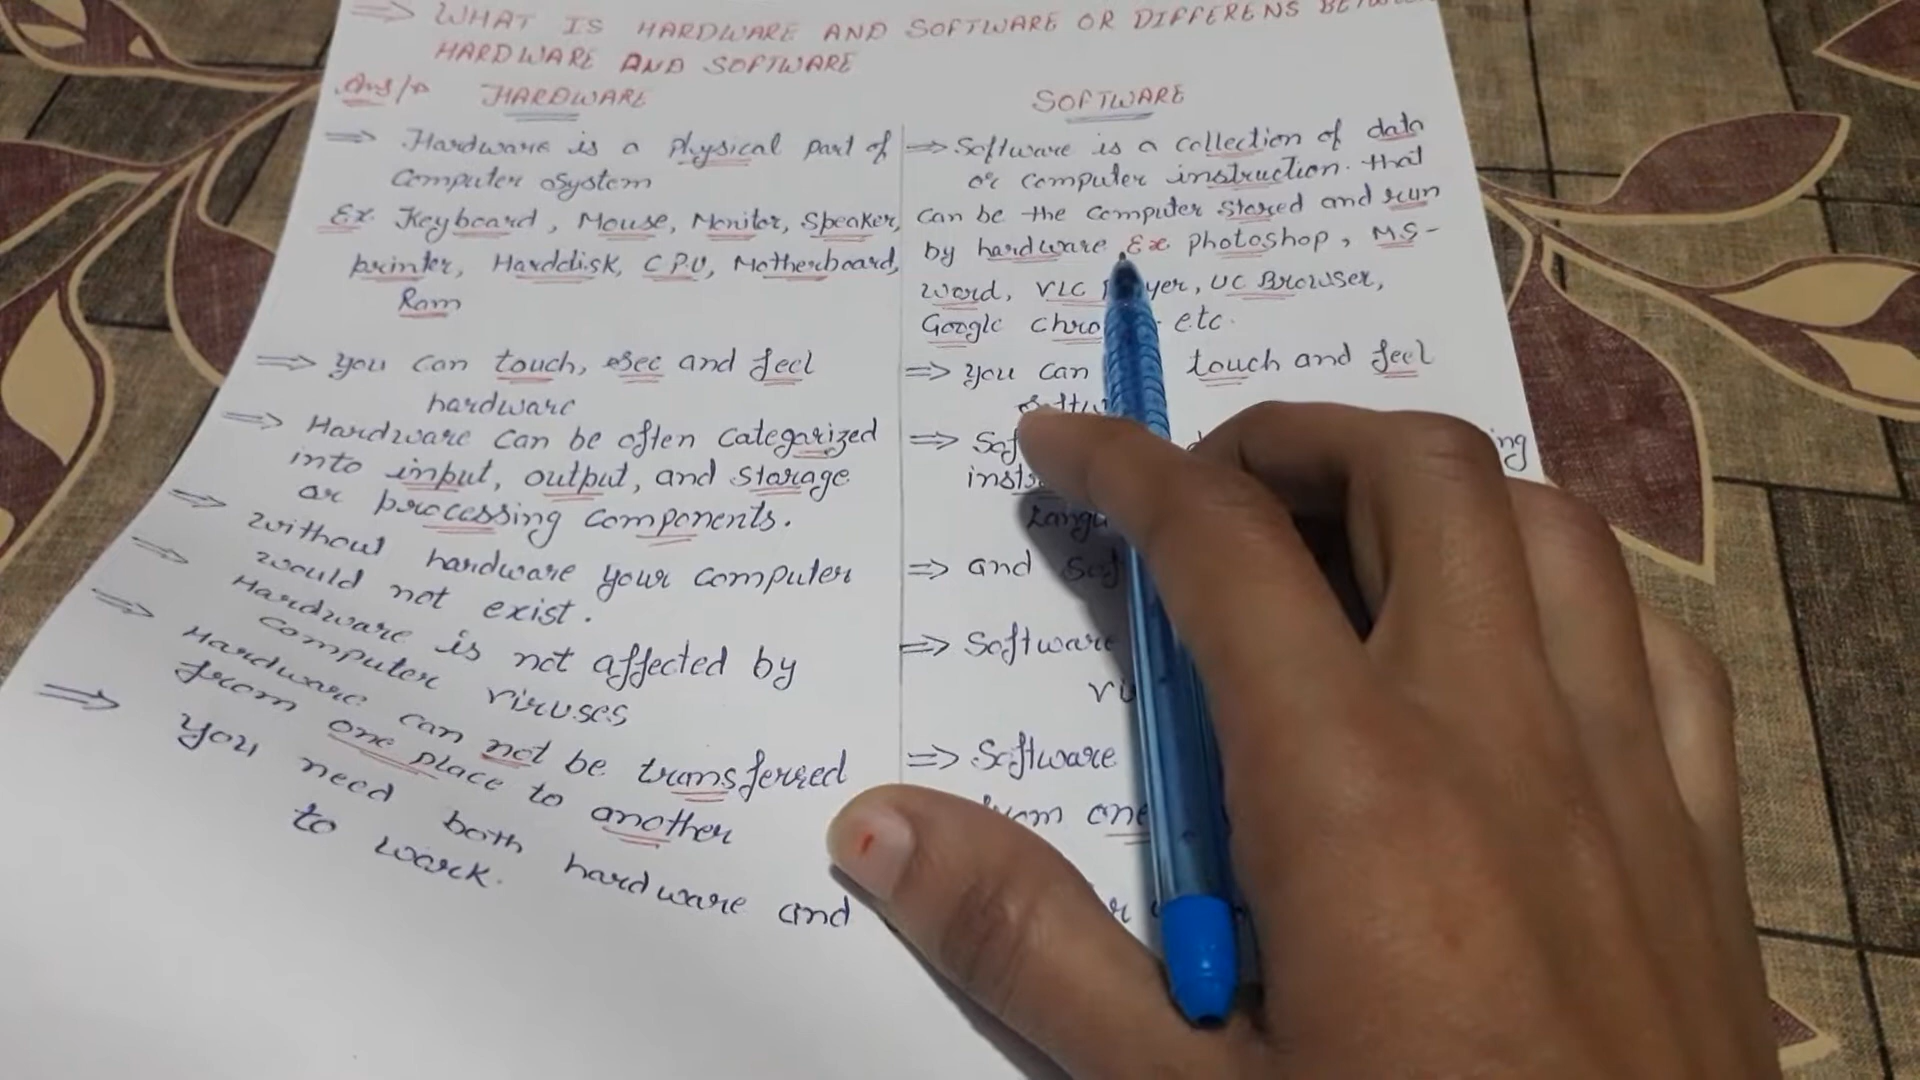 => WHAT IS HARDWARE AND SOFTWARE OR DIFFERENS
HARDWARE AND SOFTWARE
Ans/o HARDWARE
=> Hardware is a physical part of
computer System
Ex. Keyboard, Mouse, Monitor, Speaker,
printer, Harddisk, CPU, Motherboard,
Ram
=> you can touch, See and feel
hardware
=> Hardware can be often categarized
into input, output, and storage
or processing components.
=> without hardware your computer
would not exist.
=> Hardware is not affected by
computer viruses
=> Hardware can not be transferred
from one place to another
=> you need both hardware and
to work.
SOFTWARE
=> Software is a collection of data
or computer instruction. that
can be the computer stored and run
by hardware Ex photoshop, MS-
word, VLC, UC Browser,
Google etc.
=> you can touch and feel
=>
=> and
=> Software
=> Software
from one